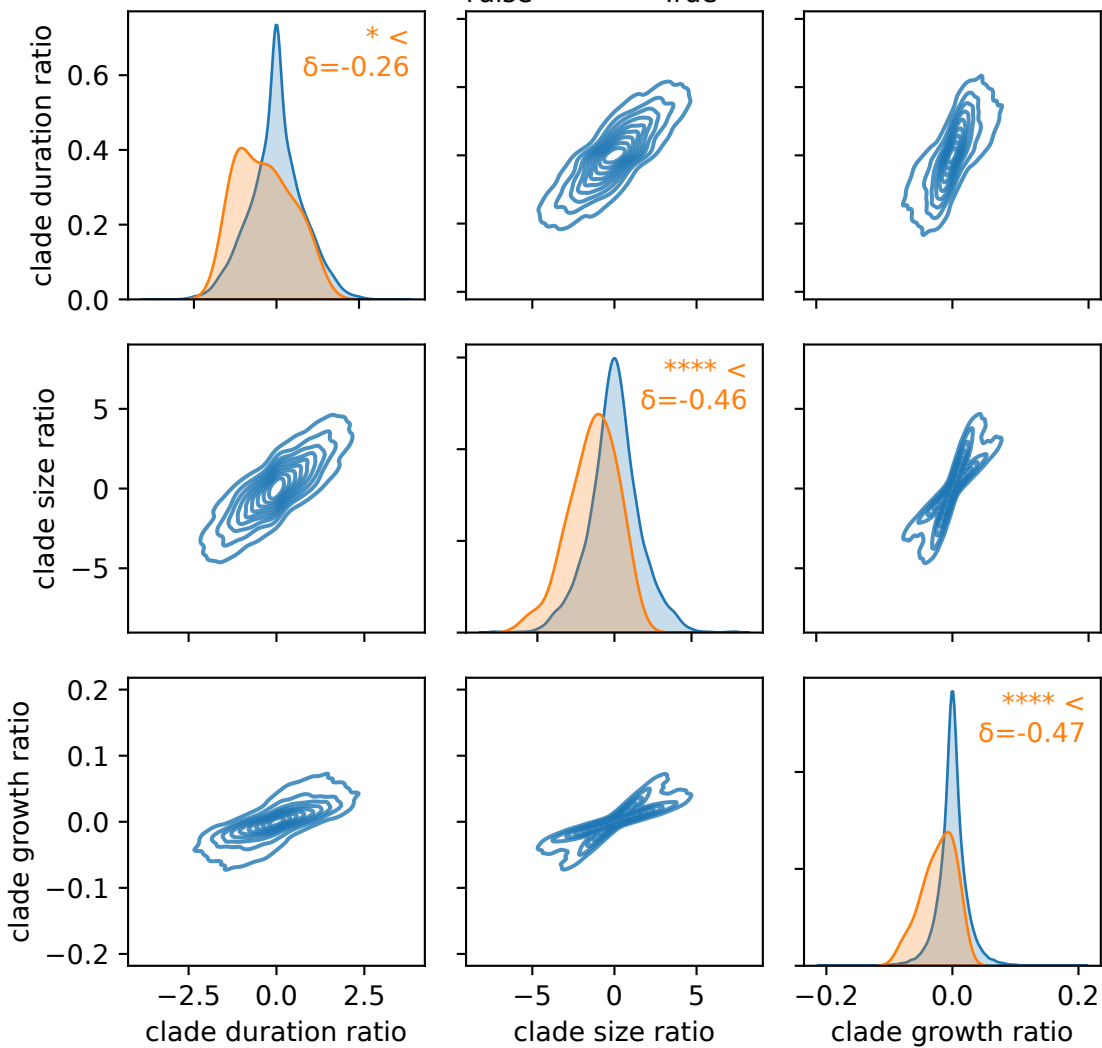 False True
clade duration ratio
0.6
0.4
0.2
0.0
* <
δ=-0.26
clade size ratio
5
0
−5
**** <
δ=-0.46
clade growth ratio
0.2
0.1
0.0
−0.1
−0.2
**** <
δ=-0.47
−2.5 0.0 2.5 −5 0 5 −0.2 0.0 0.2
clade duration ratio clade size ratio clade growth ratio